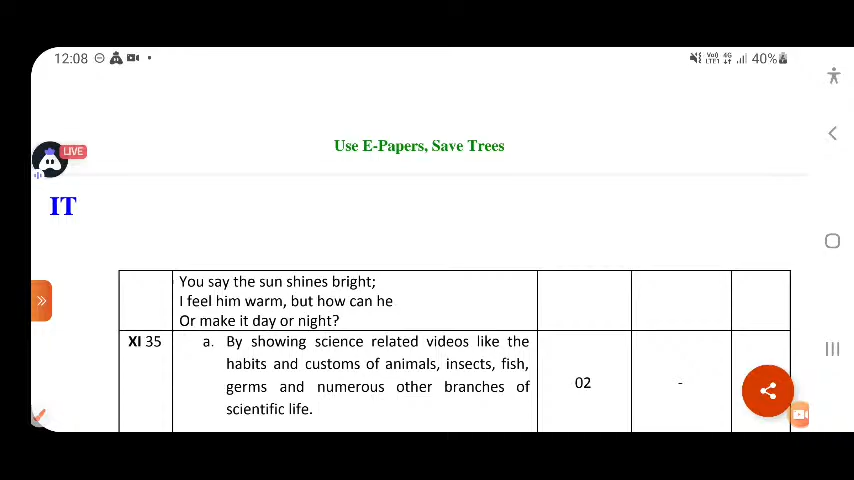 12:08 40%
LIVE
Use E-Papers, Save Trees
IT
You say the sun shines bright;
I feel him warm, but how can he
Or make it day or night?
XI 35 a. By showing science related videos like the
habits and customs of animals, insects, fish,
germs and numerous other branches of
scientific life.
02 -